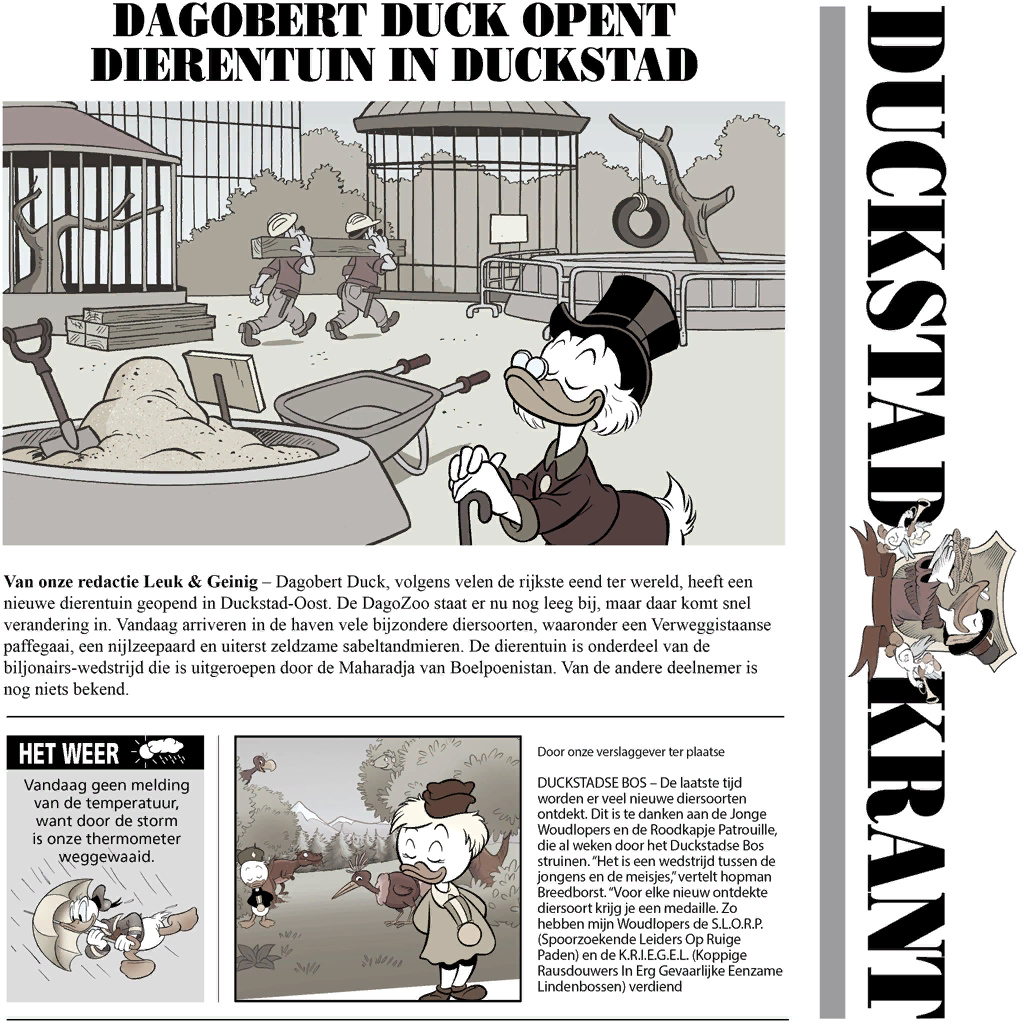 DAGOBERT DUCK OPENT
DIERENTUIN IN DUCKSTAD
Van onze redactie Leuk & Geinig – Dagobert Duck, volgens velen de rijkste eend ter wereld, heeft een
nieuwe dierentuin geopend in Duckstad-Oost. De DagoZoo staat er nu nog leeg bij, maar daar komt snel
verandering in. Vandaag arriveren in de haven vele bijzondere diersoorten, waaronder een Verweggistaanse
paffegaai, een nijlzeepaard en uiterst zeldzame sabeltandmieren. De dierentuin is onderdeel van de
biljonairs-wedstrijd die is uitgeroepen door de Maharadja van Boelpoenistan. Van de andere deelnemer is
nog niets bekend.
HET WEER
Vandaag geen melding
van de temperatuur,
want door de storm
is onze thermometer
weggewaaid.
Door onze verslaggever ter plaatse
DUCKSTADSE BOS – De laatste tijd
worden er veel nieuwe diersoorten
ontdekt. Dit is te danken aan de Jonge
Woudlopers en de Roodkapje Patrouille,
die al weken door het Duckstadse Bos
struinen. “Het is een wedstrijd tussen de
jongens en de meisjes,” vertelt hopman
Breedborst. “Voor elke nieuw ontdekte
diersoort krijg je een medaille. Zo
hebben mijn Woudlopers de S.L.O.R.P.
(Spoorzoekende Leiders Op Ruige
Paden) en de K.R.I.E.G.E.L. (Koppige
Rausdouwers In Erg Gevaarlijke Eenzame
Lindenbossen) verdiend
DUCKSTAD KRANT